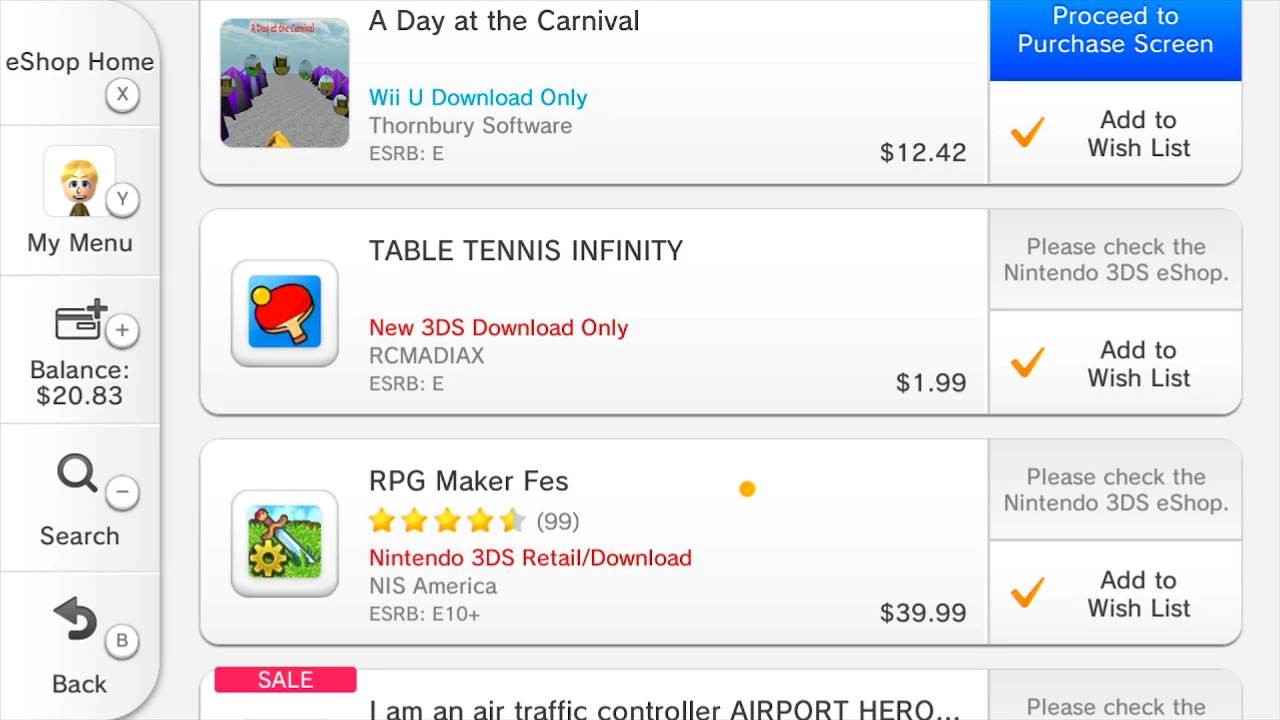 eShop Home
X
Y
My Menu
+
Balance:
$20.83
−
Search
B
Back
A Day at the Carnival
A Day at the Carnival
Wii U Download Only
Thornbury Software
ESRB: E
$12.42
Proceed to
Purchase Screen
Add to
Wish List
TABLE TENNIS INFINITY
New 3DS Download Only
RCMADIAX
ESRB: E
$1.99
Please check the
Nintendo 3DS eShop.
Add to
Wish List
RPG Maker Fes
(99)
Nintendo 3DS Retail/Download
NIS America
ESRB: E10+
$39.99
Please check the
Nintendo 3DS eShop.
Add to
Wish List
SALE
I am an air traffic controller AIRPORT HERO...
Please check the